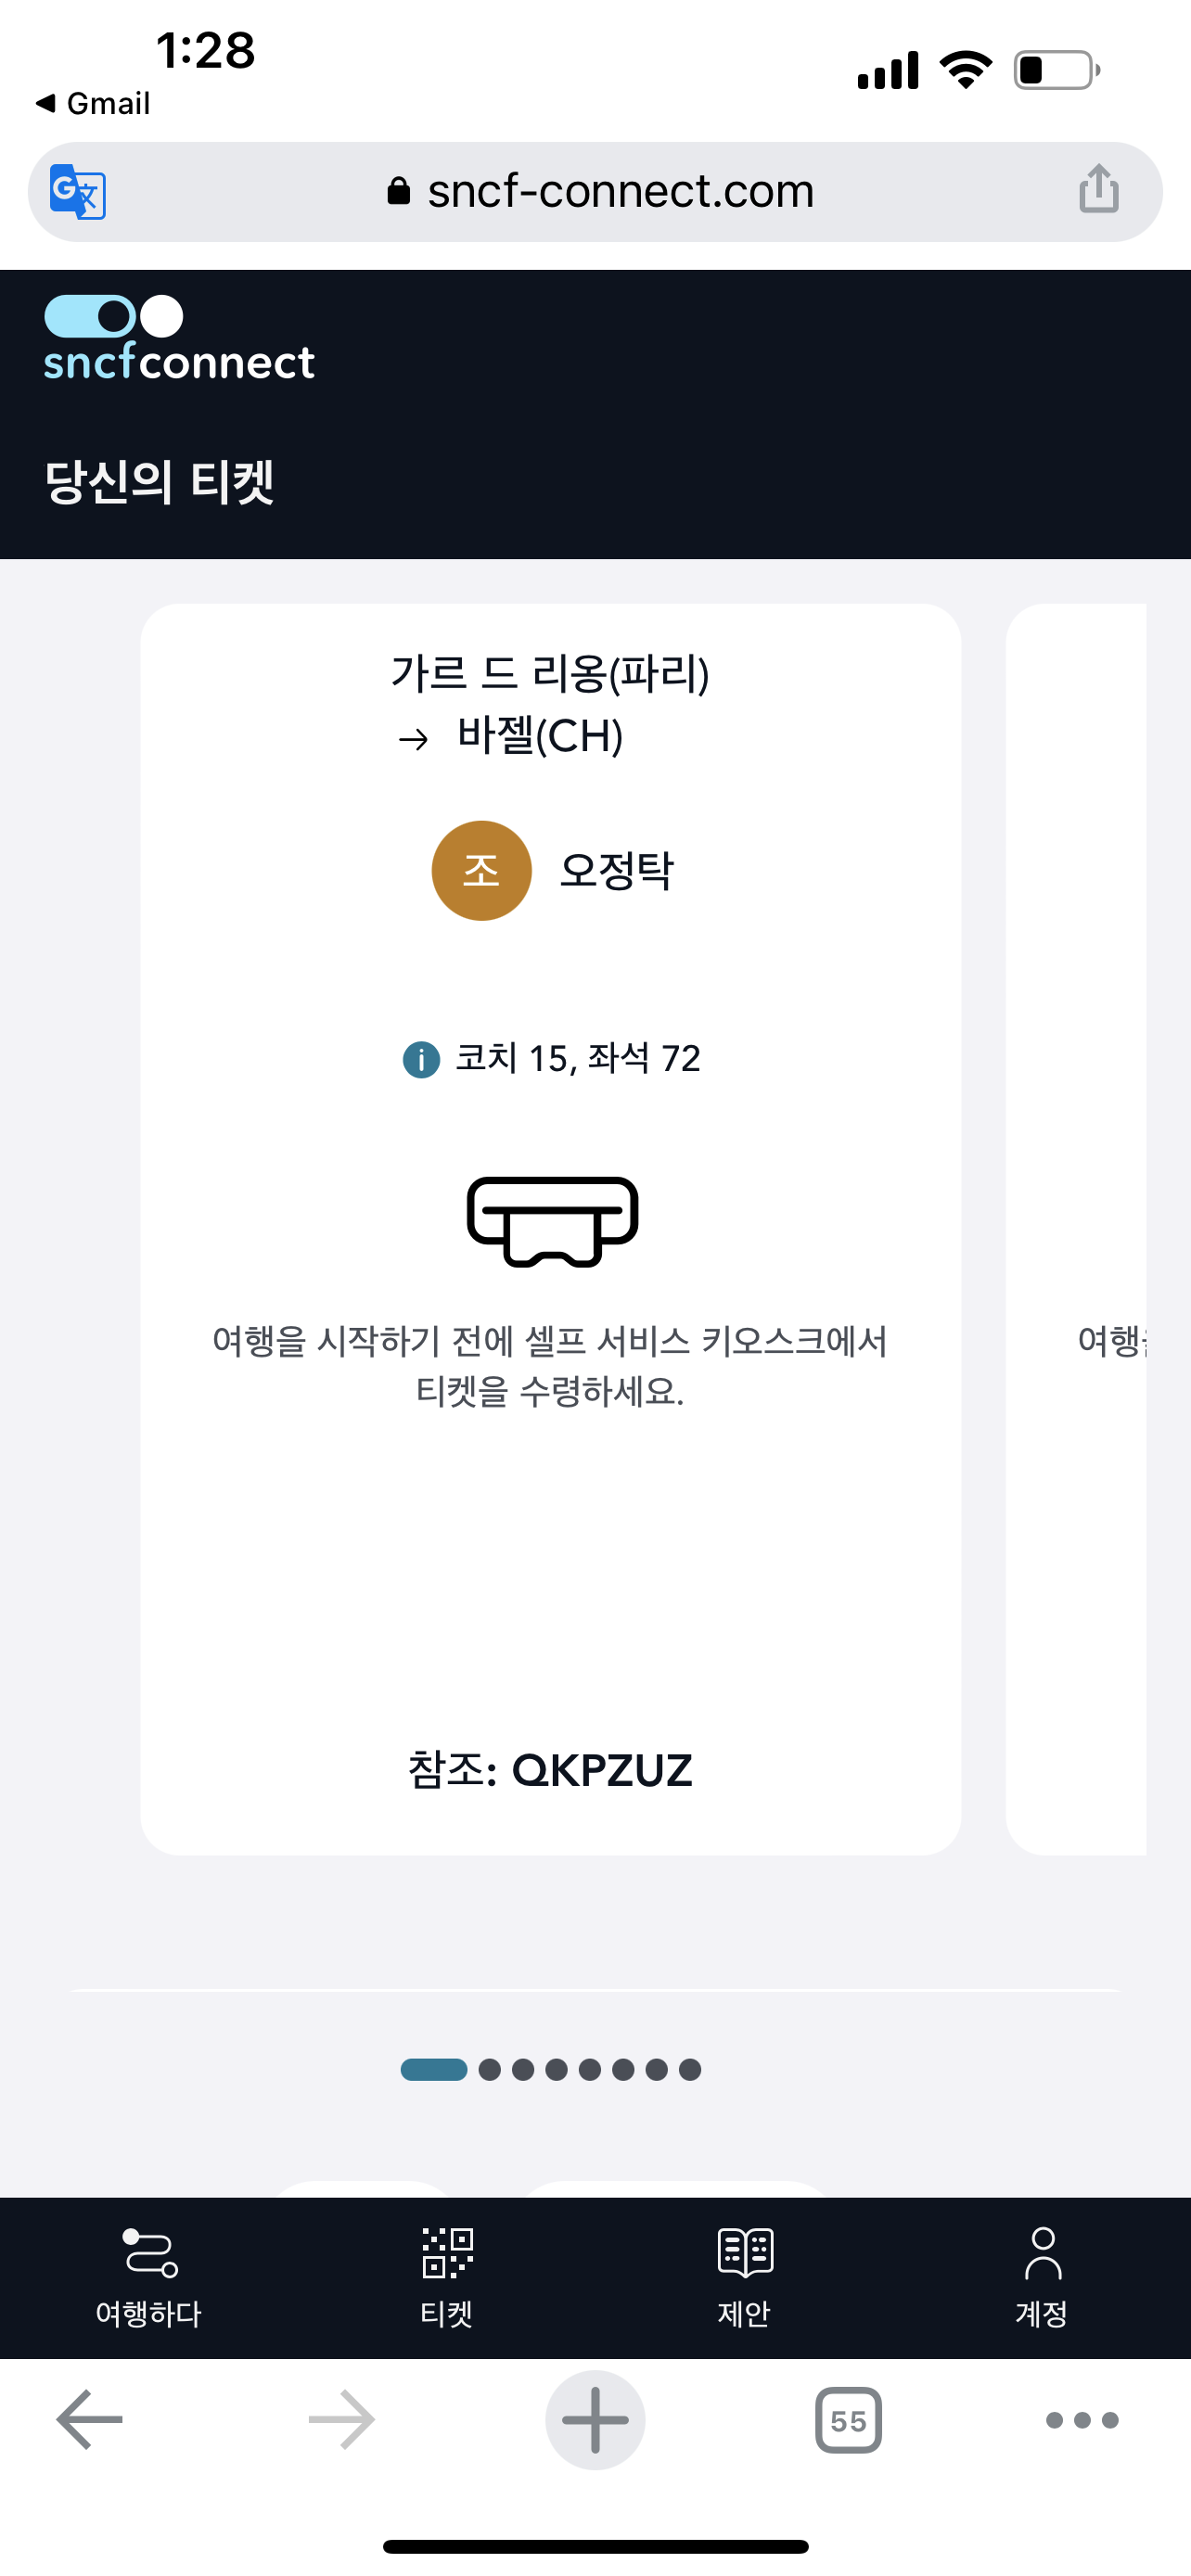 1:28
◀ Gmail
sncf-connect.com
sncf connect
당신의 티켓
가르 드 리옹(파리)
→ 바젤(CH)
조 오정탁
코치 15, 좌석 72
여행을 시작하기 전에 셀프 서비스 키오스크에서
티켓을 수령하세요.
여행
참조: QKPZUZ
여행하다 티켓 제안 계정
55